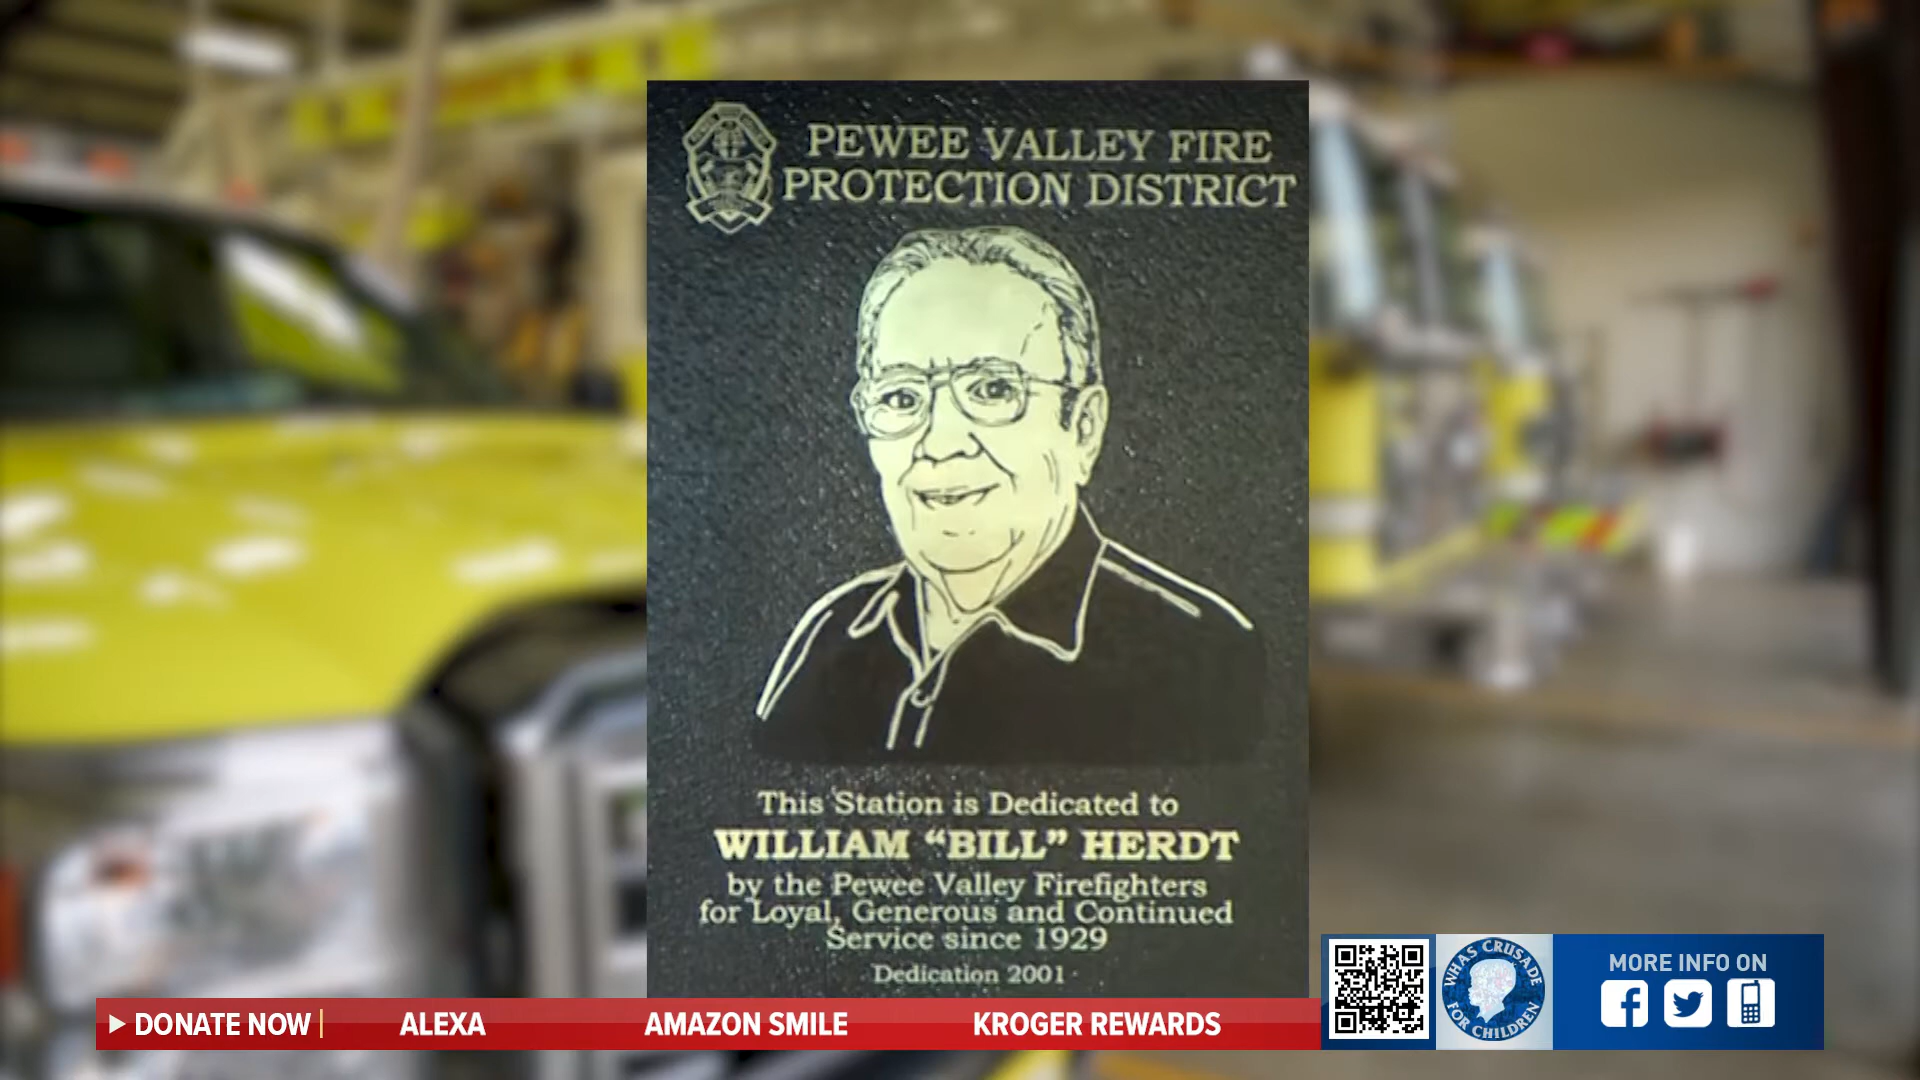 PEWEE VALLEY FIRE
PROTECTION DISTRICT
This Station is Dedicated to
WILLIAM “BILL” HERDT
by the Pewee Valley Firefighters
for Loyal, Generous and Continued
Service since 1929
Dedication 2001
DONATE NOW
ALEXA
AMAZON SMILE
KROGER REWARDS
WHAS CRUSADE
FOR CHILDREN
MORE INFO ON